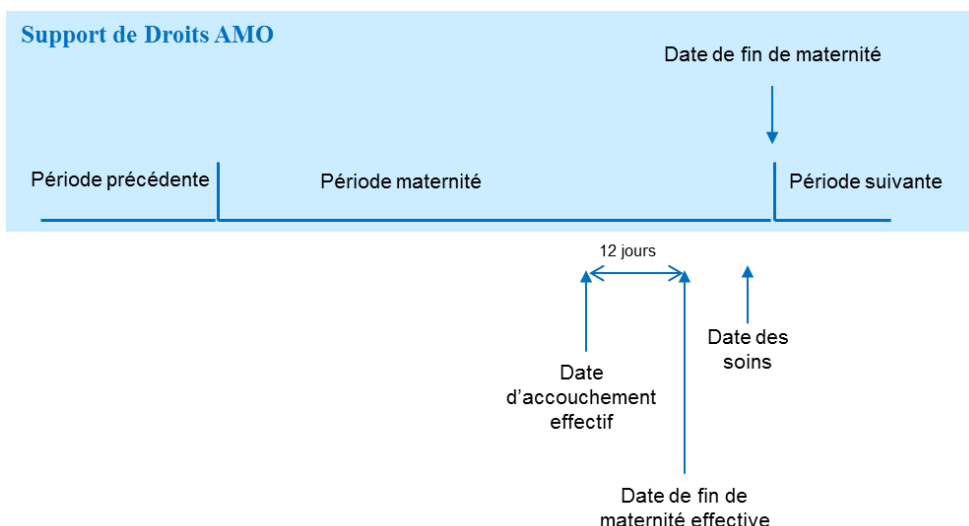 Support de Droits AMO
Date de fin de maternité
Période précédente
Période maternité
Période suivante
12 jours
Date des
soins
Date
d'accouchement
effectif
Date de fin de
maternité effective